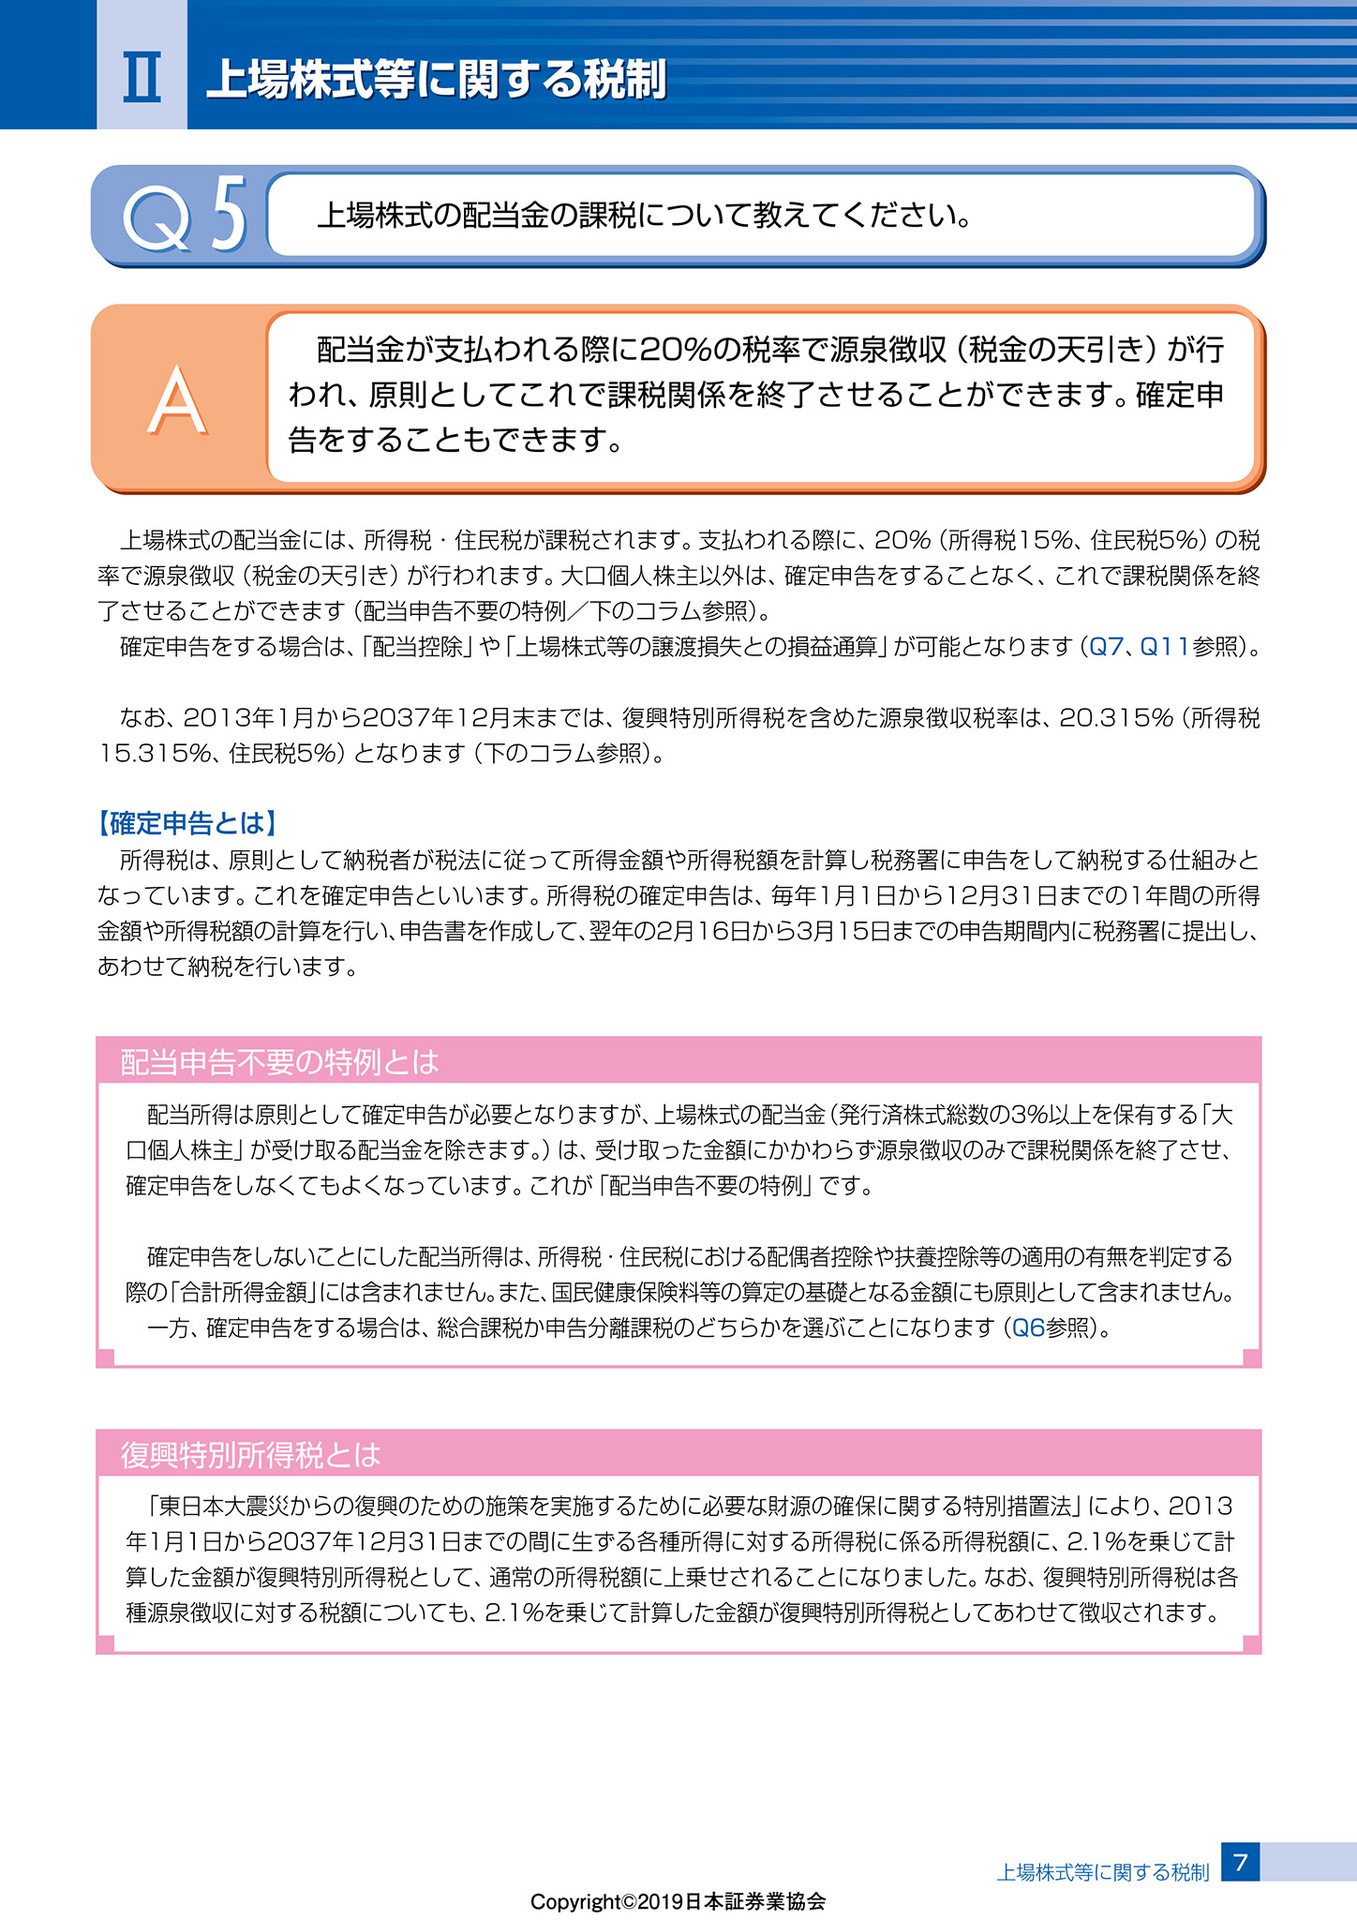 Ⅱ 上場株式等に関する税制
Q5 上場株式の配当金の課税について教えてください。
A
配当金が支払われる際に20%の税率で源泉徴収（税金の天引き）が行
われ、原則としてこれで課税関係を終了させることができます。確定申
告をすることもできます。
上場株式の配当金には、所得税・住民税が課税されます。支払われる際に、20%（所得税15%、住民税5%）の税
率で源泉徴収（税金の天引き）が行われます。大口個人株主以外は、確定申告をすることなく、これで課税関係を終
了させることができます（配当申告不要の特例／下のコラム参照）。
確定申告をする場合は、「配当控除」や「上場株式等の譲渡損失との損益通算」が可能となります（Q7、Q11参照）。
なお、2013年1月から2037年12月末までは、復興特別所得税を含めた源泉徴収税率は、20.315%（所得税
15.315%、住民税5%）となります（下のコラム参照）。
【確定申告とは】
所得税は、原則として納税者が税法に従って所得金額や所得税額を計算し税務署に申告をして納税する仕組みと
なっています。これを確定申告といいます。所得税の確定申告は、毎年1月1日から12月31日までの1年間の所得
金額や所得税額の計算を行い、申告書を作成して、翌年の2月16日から3月15日までの申告期間内に税務署に提出し、
あわせて納税を行います。
配当申告不要の特例とは
配当所得は原則として確定申告が必要となりますが、上場株式の配当金（発行済株式総数の3%以上を保有する「大
口個人株主」が受け取る配当金を除きます。）は、受け取った金額にかかわらず源泉徴収のみで課税関係を終了させ、
確定申告をしなくてもよくなっています。これが「配当申告不要の特例」です。
確定申告をしないことにした配当所得は、所得税・住民税における配偶者控除や扶養控除等の適用の有無を判定する
際の「合計所得金額」には含まれません。また、国民健康保険料等の算定の基礎となる金額にも原則として含まれません。
一方、確定申告をする場合は、総合課税か申告分離課税のどちらかを選ぶことになります（Q6参照）。
復興特別所得税とは
「東日本大震災からの復興のための施策を実施するために必要な財源の確保に関する特別措置法」により、2013
年1月1日から2037年12月31日までの間に生ずる各種所得に対する所得税に係る所得税額に、2.1%を乗じて計
算した金額が復興特別所得税として、通常の所得税額に上乗せされることになりました。なお、復興特別所得税は各
種源泉徴収に対する税額についても、2.1%を乗じて計算した金額が復興特別所得税としてあわせて徴収されます。
上場株式等に関する税制 7
Copyright©2019日本証券業協会